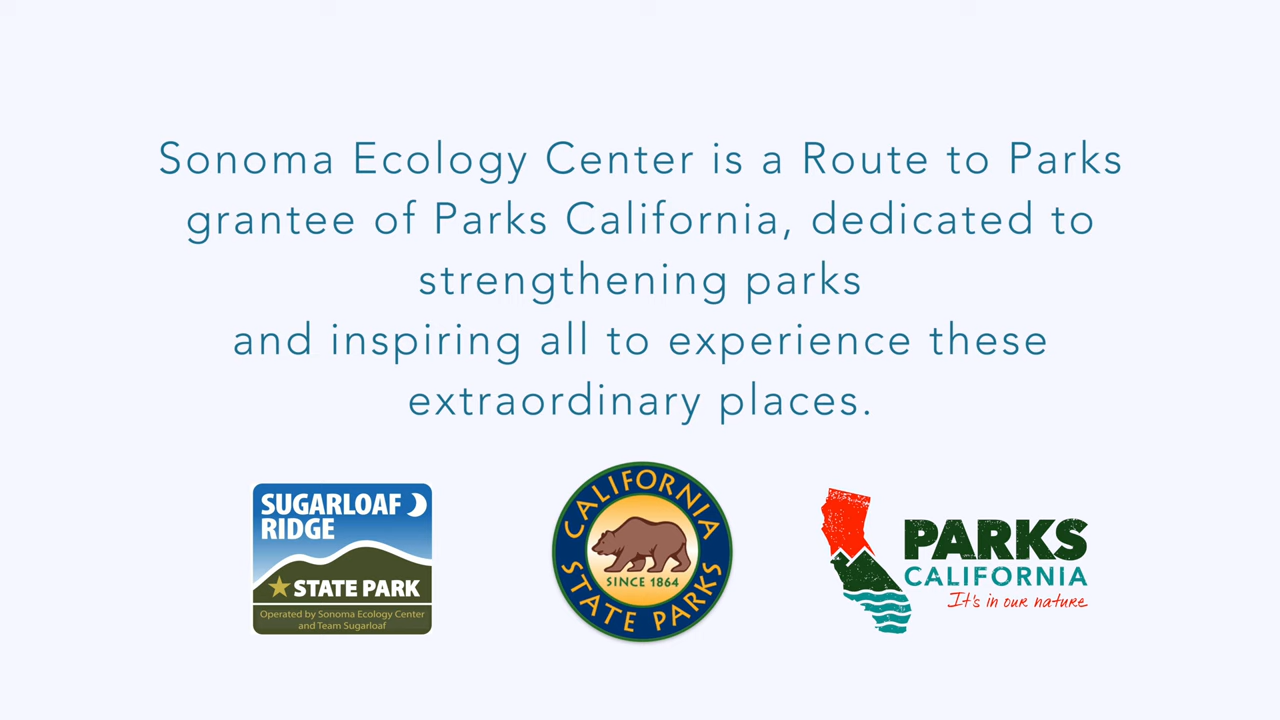 Sonoma Ecology Center is a Route to Parks
grantee of Parks California, dedicated to
strengthening parks
and inspiring all to experience these
extraordinary places.
SUGARLOAF
RIDGE
STATE PARK
Operated by Sonoma Ecology Center
and Team Sugarloaf
CALIFORNIA
SINCE 1864
STATE PARKS
PARKS
CALIFORNIA
It's in our nature